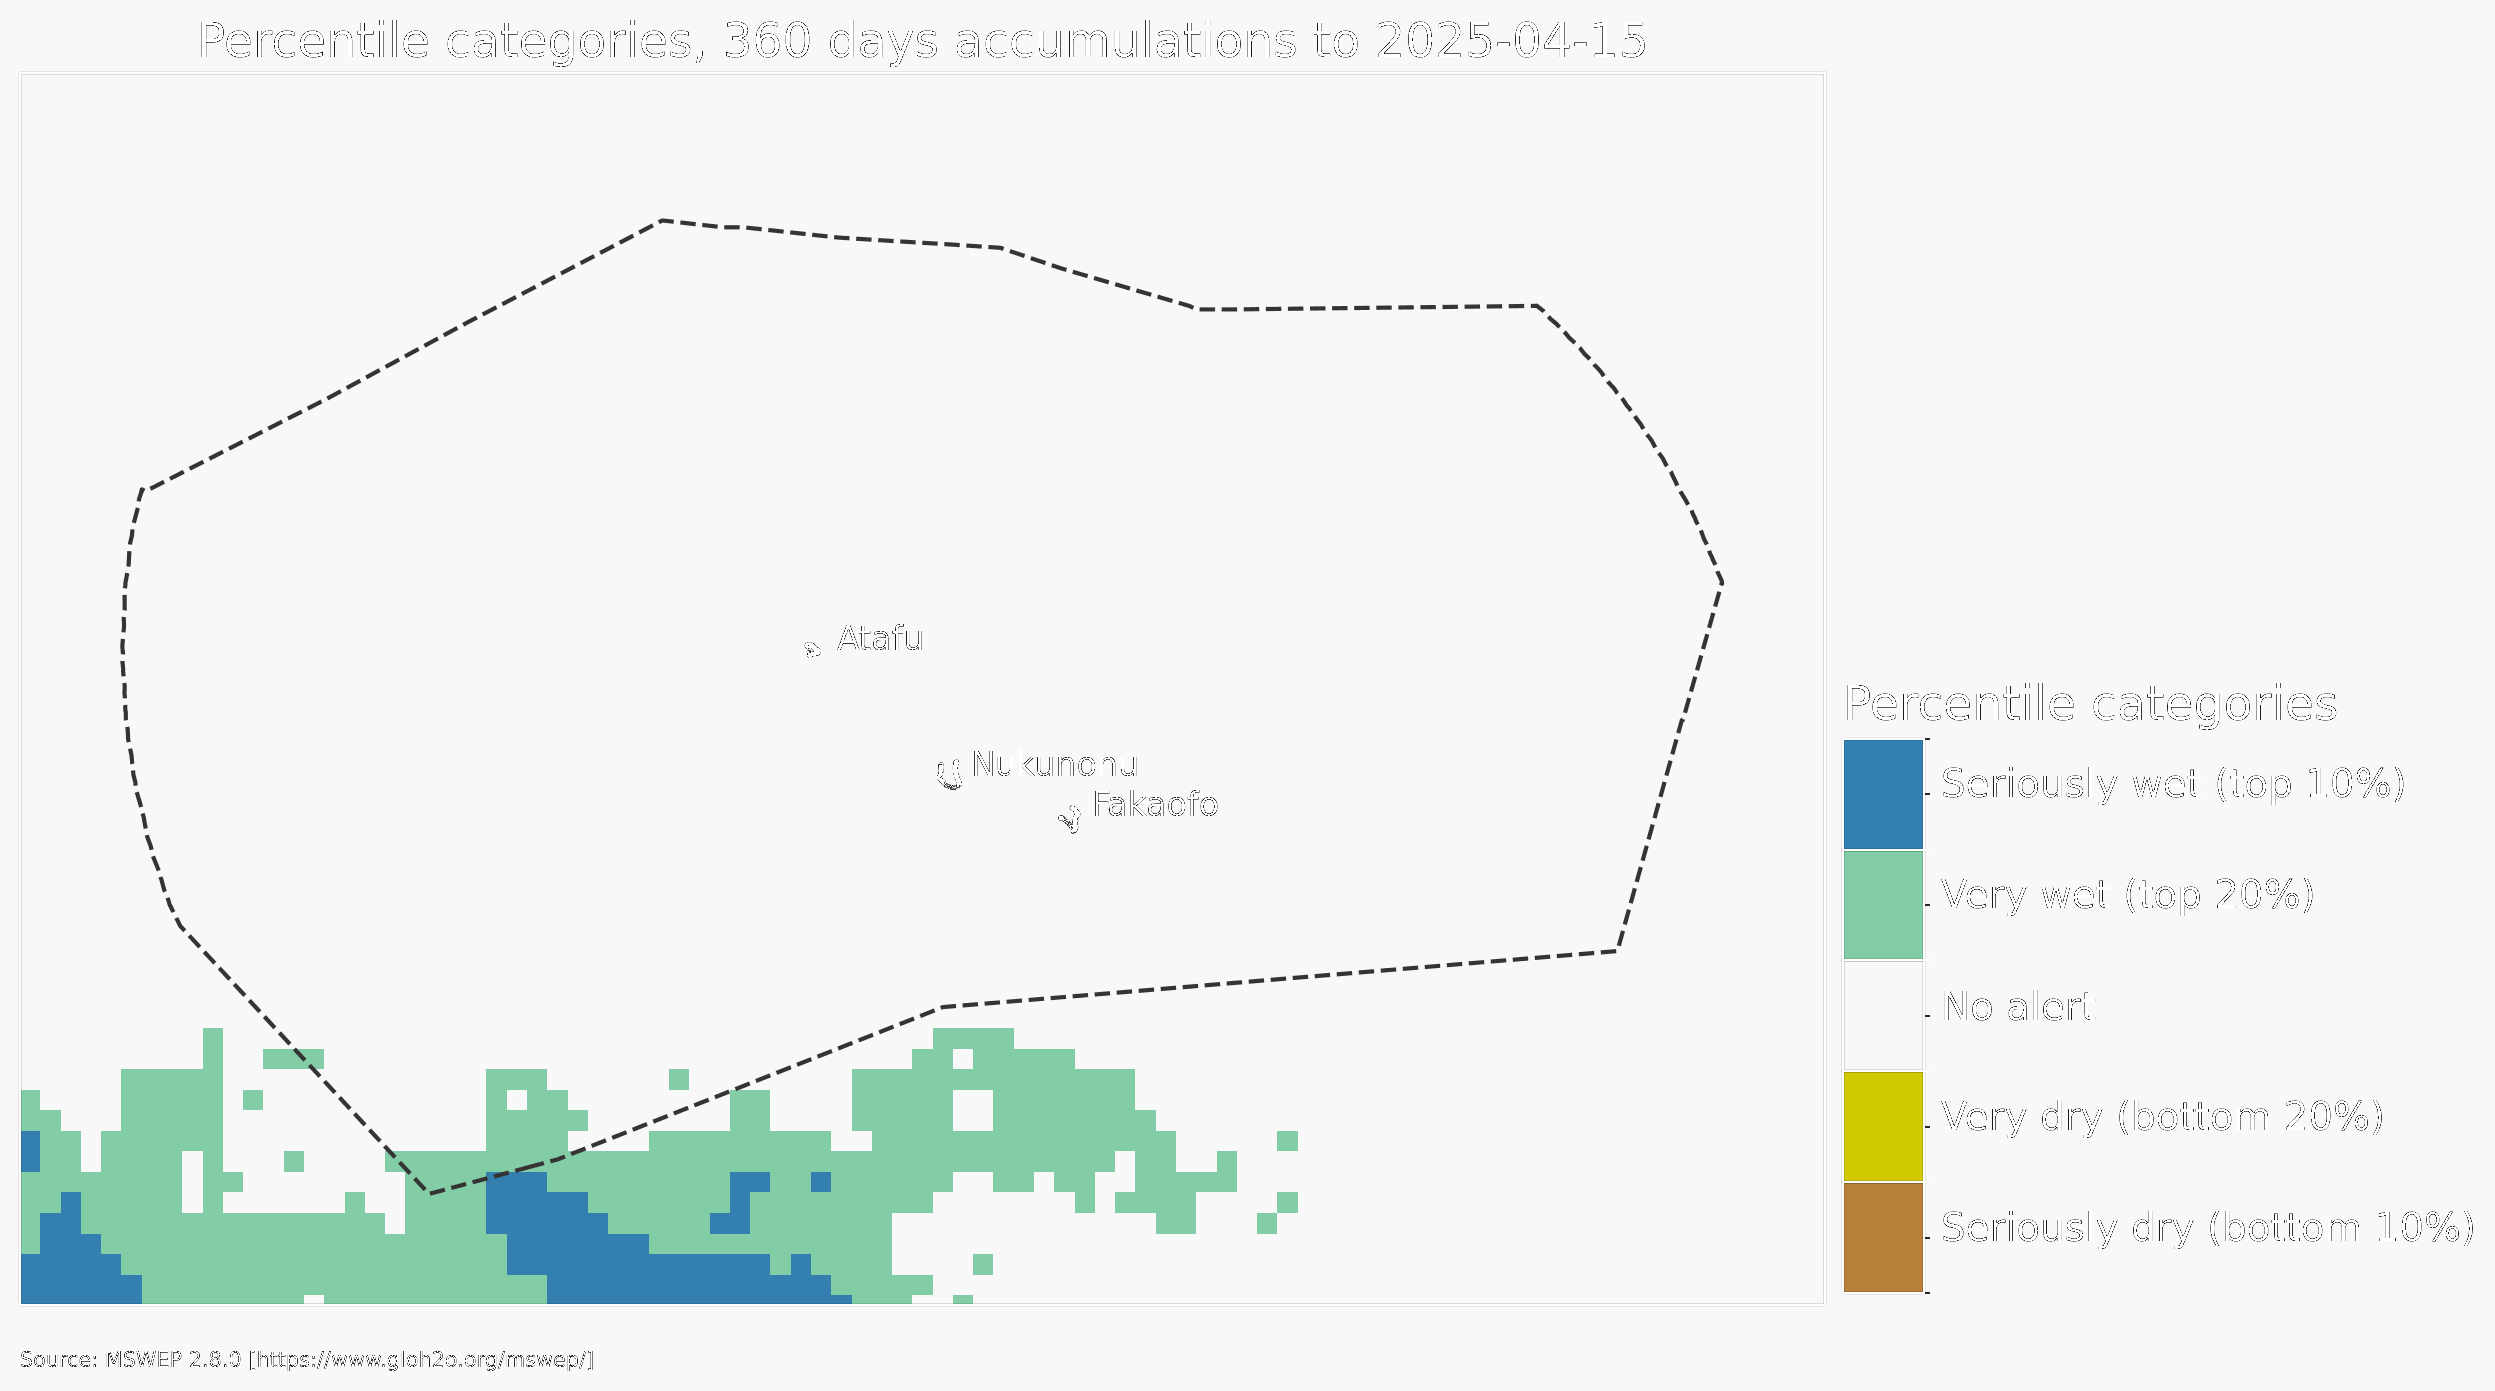 Percentile categories, 360 days accumulations to 2025-04-15
Atafu
Nukunonu
Fakaofo
Percentile categories
Seriously wet (top 10%)
Very wet (top 20%)
No alert
Very dry (bottom 20%)
Seriously dry (bottom 10%)
Source: MSWEP 2.8.0 [https://www.gloh2o.org/mswep/]